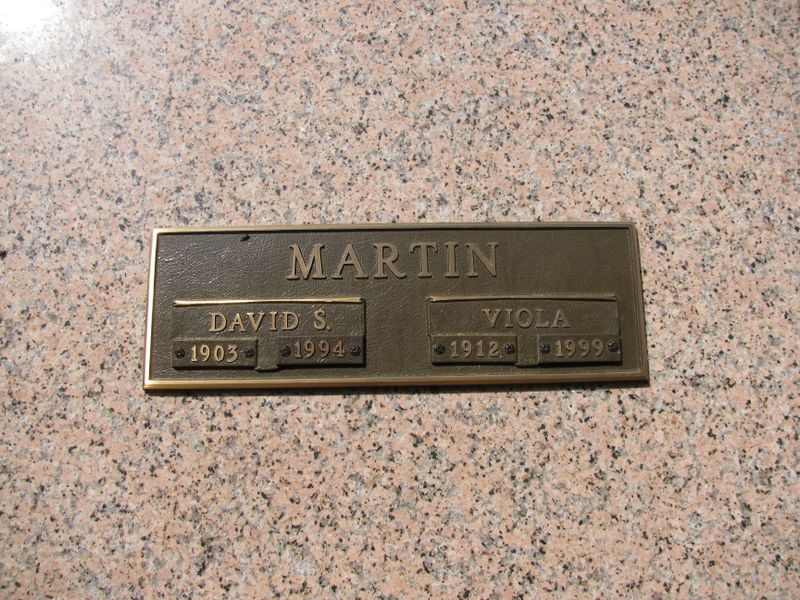 MARTIN
DAVID S.
1903 1994
VIOLA
1912 1999